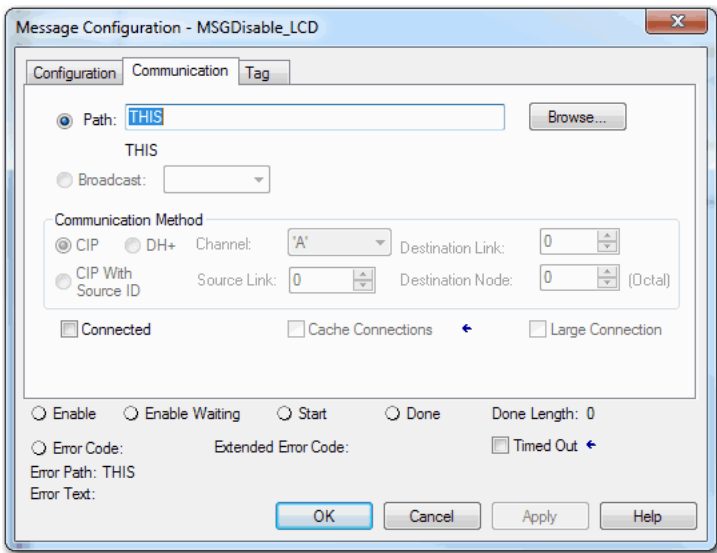 Message Configuration - MSGDisable_LCD
Configuration Communication Tag
Path: THIS Browse...
THIS
Broadcast:
Communication Method
CIP DH+ Channel: 'A' Destination Link: 0
CIP With Source ID Source Link: 0 Destination Node: 0 (Octal)
Connected Cache Connections Large Connection
Enable Enable Waiting Start Done Done Length: 0
Error Code: Extended Error Code: Timed Out
Error Path: THIS
Error Text:
OK Cancel Apply Help